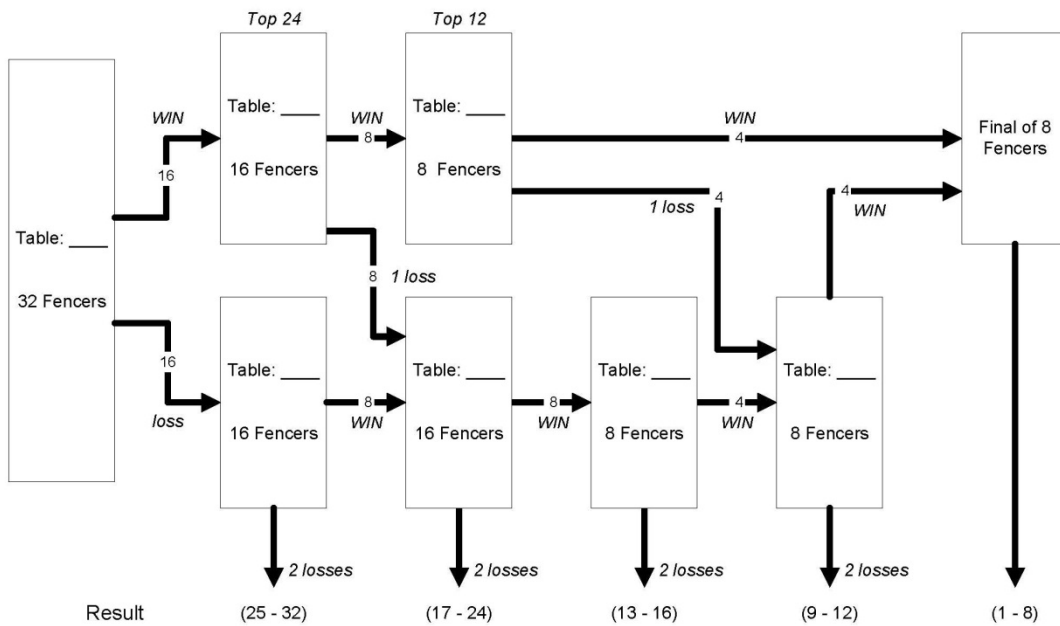 Top 24
Top 12
Table: ____
32 Fencers
WIN
16
16
loss
Table: ____
16 Fencers
WIN
8
8
1 loss
Table: ____
8 Fencers
WIN
4
1 loss
4
4
WIN
Final of 8
Fencers
Table: ____
16 Fencers
8
WIN
Table: ____
16 Fencers
8
WIN
Table: ____
8 Fencers
4
WIN
Table: ____
8 Fencers
2 losses
2 losses
2 losses
2 losses
Result
(25 - 32)
(17 - 24)
(13 - 16)
(9 - 12)
(1 - 8)